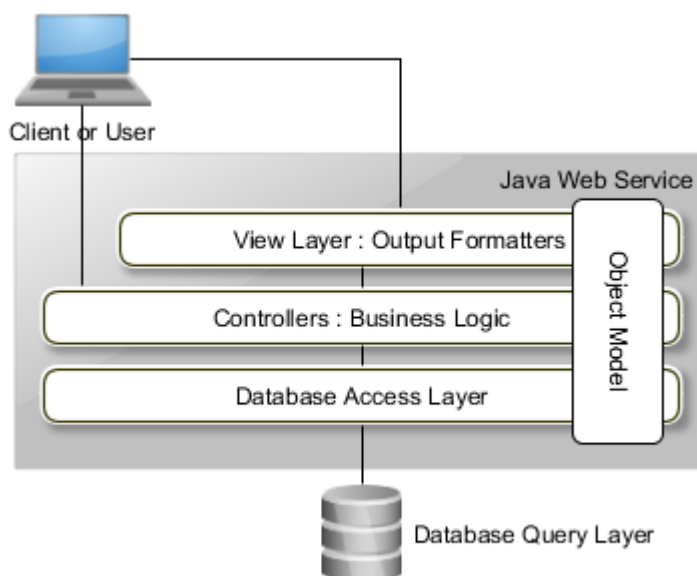 Client or User
Java Web Service
View Layer : Output Formatters
Object Model
Controllers : Business Logic
Database Access Layer
Database Query Layer